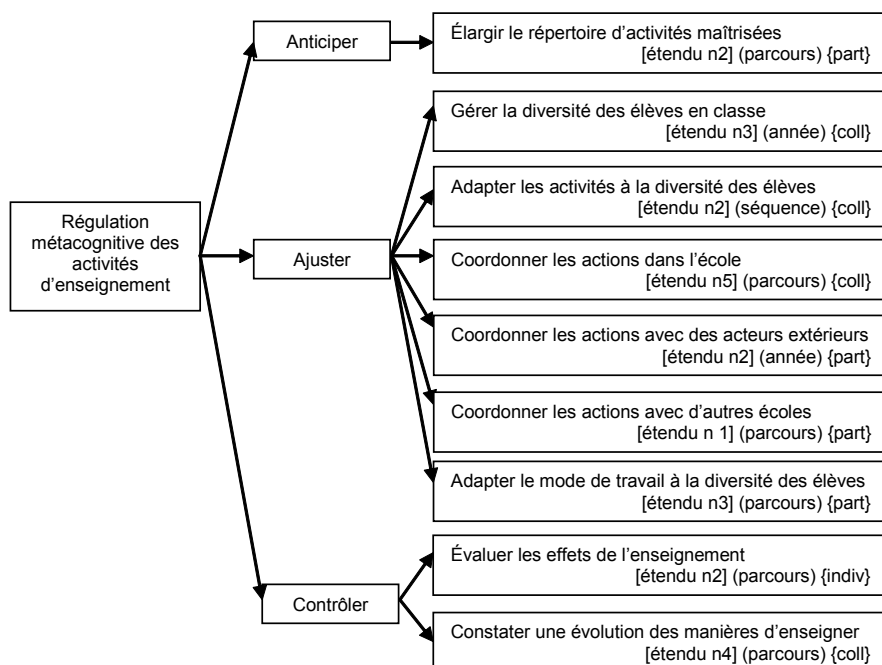 Anticiper
Élargir le répertoire d'activités maîtrisées
[étendu n2] (parcours) {part}
Gérer la diversité des élèves en classe
[étendu n3] (année) {coll}
Adapter les activités à la diversité des élèves
[étendu n2] (séquence) {coll}
Régulation
métacognitive des
activités
d'enseignement
Ajuster
Coordonner les actions dans l'école
[étendu n5] (parcours) {coll}
Coordonner les actions avec des acteurs extérieurs
[étendu n2] (année) {part}
Coordonner les actions avec d'autres écoles
[étendu n 1] (parcours) {part}
Adapter le mode de travail à la diversité des élèves
[étendu n3] (parcours) {part}
Contrôler
Évaluer les effets de l'enseignement
[étendu n2] (parcours) {indiv}
Constater une évolution des manières d'enseigner
[étendu n4] (parcours) {coll}